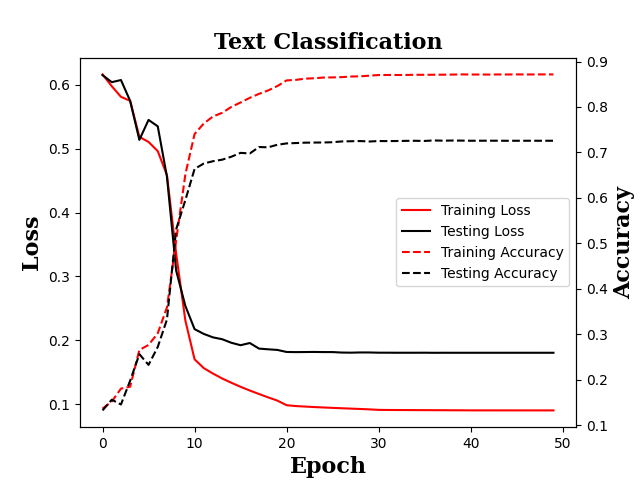 Text Classification
Loss
0.6
0.5
0.4
0.3
0.2
0.1
0.9
0.8
0.7
0.6
0.5
0.4
0.3
0.2
0.1
Accuracy
Training Loss
Testing Loss
Training Accuracy
Testing Accuracy
0 10 20 30 40 50
Epoch